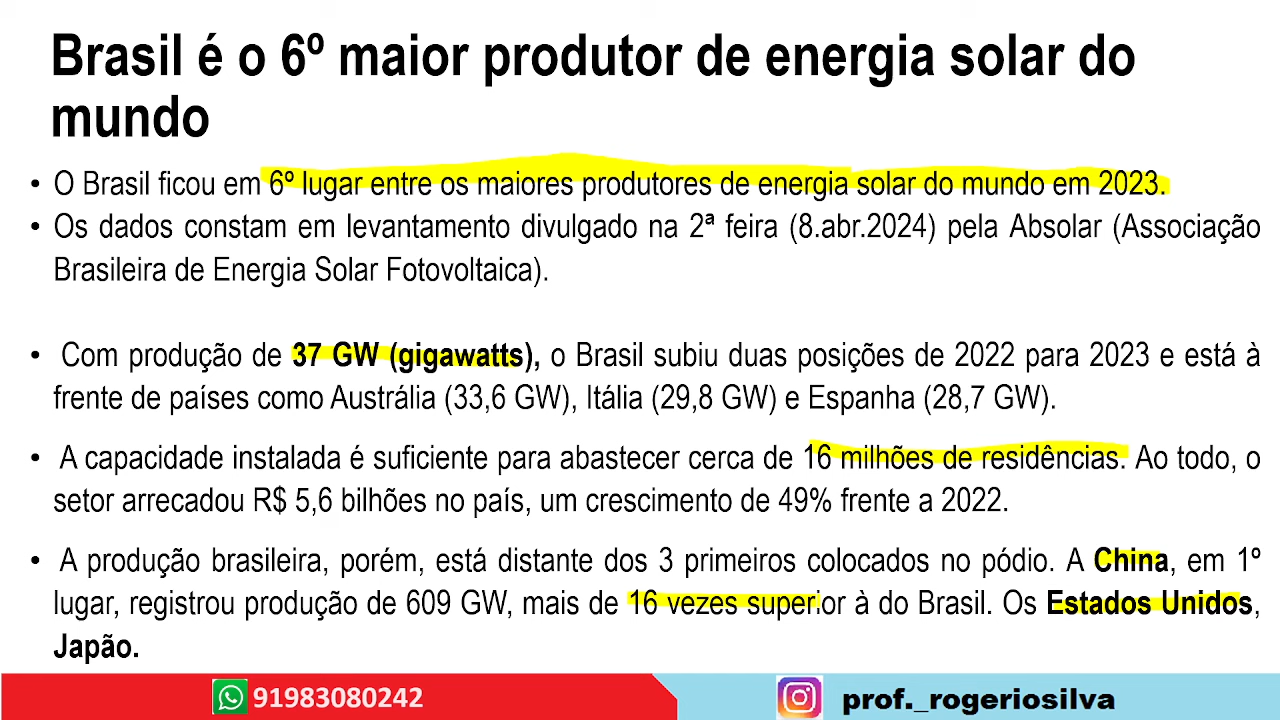 Brasil é o 6º maior produtor de energia solar do
mundo
• O Brasil ficou em 6º lugar entre os maiores produtores de energia solar do mundo em 2023.
• Os dados constam em levantamento divulgado na 2ª feira (8.abr.2024) pela Absolar (Associação
Brasileira de Energia Solar Fotovoltaica).
• Com produção de 37 GW (gigawatts), o Brasil subiu duas posições de 2022 para 2023 e está à
frente de países como Austrália (33,6 GW), Itália (29,8 GW) e Espanha (28,7 GW).
• A capacidade instalada é suficiente para abastecer cerca de 16 milhões de residências. Ao todo, o
setor arrecadou R$ 5,6 bilhões no país, um crescimento de 49% frente a 2022.
• A produção brasileira, porém, está distante dos 3 primeiros colocados no pódio. A China, em 1º
lugar, registrou produção de 609 GW, mais de 16 vezes superior à do Brasil. Os Estados Unidos,
Japão.
91983080242
prof._rogeriosilva